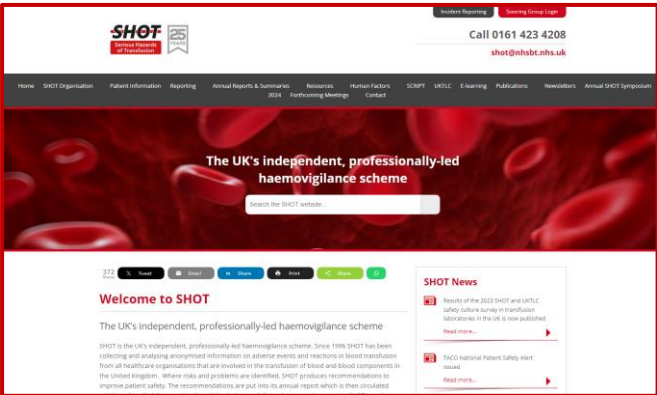 Incident Reporting
Steering Group Login
SHOT
Serious Hazards
of Transfusion
25
YEARS
Call 0161 423 4208
shot@nhsbt.nhs.uk
Home SHOT Organisation Patient Information Reporting Annual Reports & Summaries Resources Human Factors SCRIPT UKTLC E-learning Publications Newsletters Annual SHOT Symposium
2024 Forthcoming Meetings Contact
The UK's independent, professionally-led
haemovigilance scheme
Search the SHOT website...
372
Shares
Tweet
Email
Share
Print
Share
Welcome to SHOT
The UK's independent, professionally-led haemovigilance scheme
SHOT is the UK's independent, professionally-led haemovigilance scheme. Since 1996 SHOT has been
collecting and analysing anonymised information on adverse events and reactions in blood transfusion
from all healthcare organisations that are involved in the transfusion of blood and blood components in
the United Kingdom. Where risks and problems are identified, SHOT produces recommendations to
improve patient safety. The recommendations are put into its annual report which is then circulated
SHOT News
Results of the 2023 SHOT and UKTLC
safety culture survey in transfusion
laboratories in the UK is now published
Read more...
TACO National Patient Safety Alert
issued
Read more...